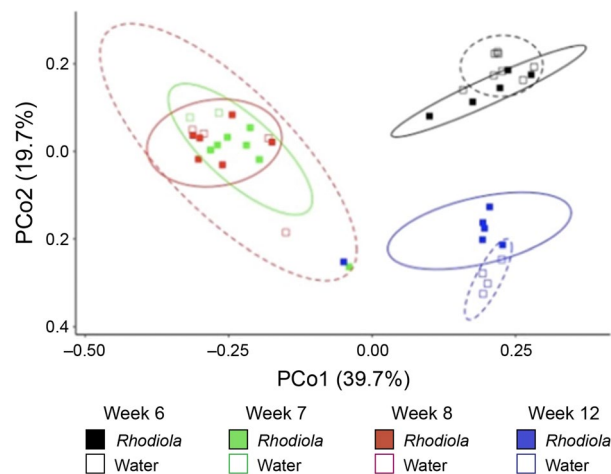 PCo2 (19.7%)
0.2
0.0
0.2
0.4
–0.50
–0.25
0.00
0.25
PCo1 (39.7%)
Week 6
Week 7
Week 8
Week 12
Rhodiola
Rhodiola
Rhodiola
Rhodiola
Water
Water
Water
Water